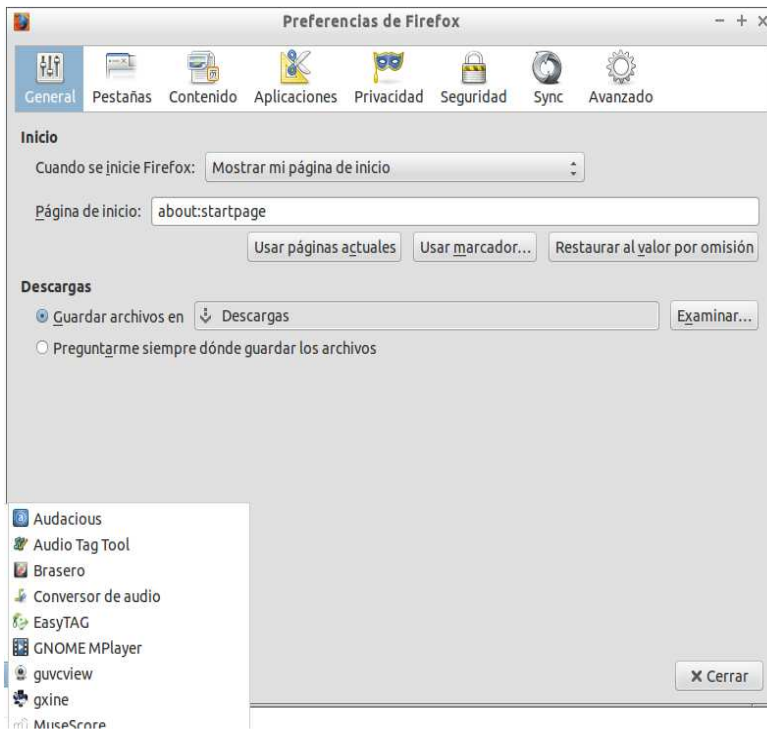 Preferencias de Firefox
General Pestañas Contenido Aplicaciones Privacidad Seguridad Sync Avanzado
Inicio
Cuando se inicie Firefox: Mostrar mi página de inicio
Página de inicio: about:startpage
Usar páginas actuales Usar marcador... Restaurar al valor por omisión
Descargas
Guardar archivos en Descargas Examinar...
Preguntarme siempre dónde guardar los archivos
Audacious
Audio Tag Tool
Brasero
Conversor de audio
EasyTAG
GNOME MPlayer
guvcview
gxine
MuseScore
Cerrar